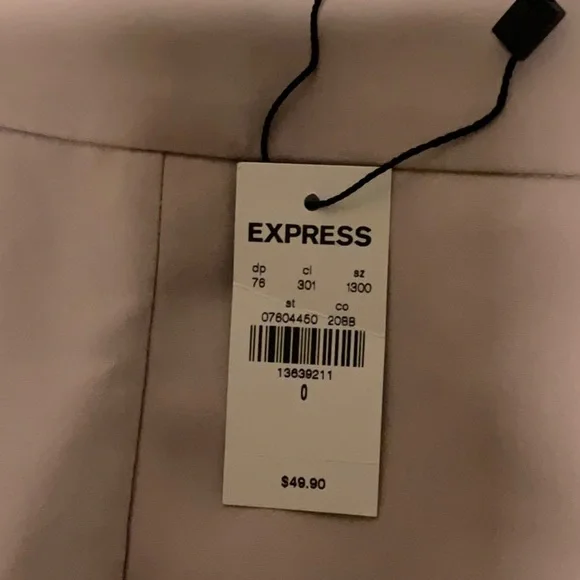 EXPRESS
dp cl sz
76 301 1300
st co
07604450 2088
13639211
0
$49.90